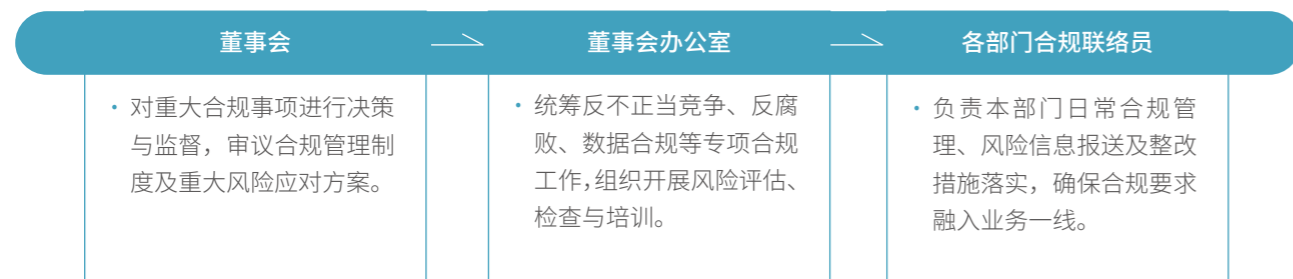 董事会
· 对重大合规事项进行决策
与监督，审议合规管理制
度及重大风险应对方案。
董事会办公室
· 统筹反不正当竞争、反腐
败、数据合规等专项合规
工作，组织开展风险评估、
检查与培训。
各部门合规联络员
· 负责本部门日常合规管
理、风险信息报送及整改
措施落实，确保合规要求
融入业务一线。